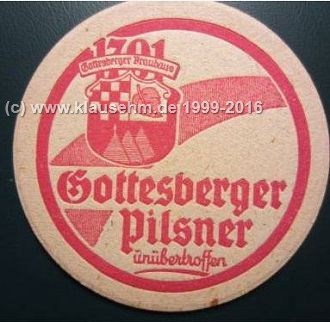 1701
Gottesberger Brauhaus
(c) www.klausehm.de 1999-2016
Gottesberger
Pilsner
unübertroffen